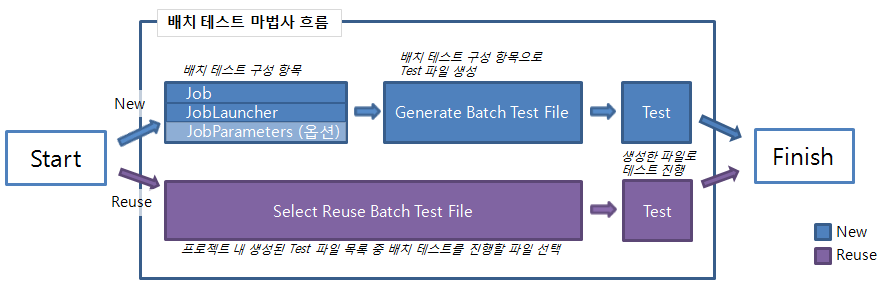 배치 테스트 마법사 흐름
배치 테스트 구성 항목
배치 테스트 구성 항목으로
Test 파일 생성
New
Job
JobLauncher
JobParameters (옵션)
Generate Batch Test File
Test
Start
생성한 파일로
테스트 진행
Finish
Reuse
Select Reuse Batch Test File
Test
프로젝트 내 생성된 Test 파일 목록 중 배치 테스트를 진행할 파일 선택
New
Reuse